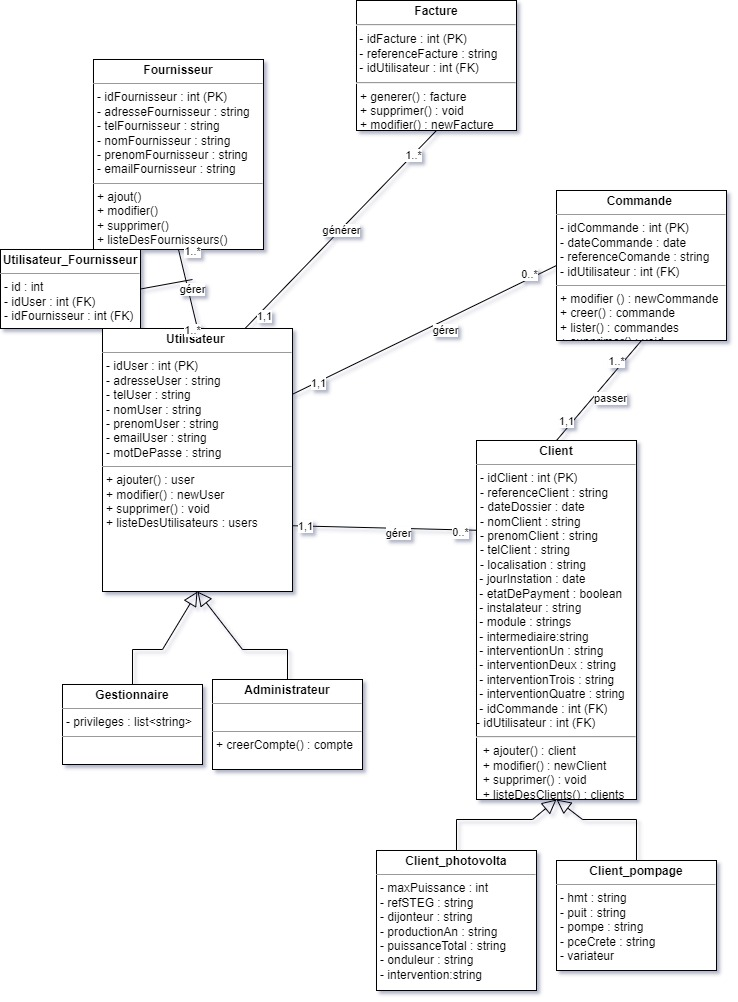 Facture
- idFacture : int (PK)
- referenceFacture : string
- idUtilisateur : int (FK)
+ generer() : facture
+ supprimer() : void
+ modifier() : newFacture
Fournisseur
- idFournisseur : int (PK)
- adresseFournisseur : string
- telFournisseur : string
- nomFournisseur : string
- prenomFournisseur : string
- emailFournisseur : string
+ ajout()
+ modifier()
+ supprimer()
+ listeDesFournisseurs()
1..*
générer
1,1
Commande
- idCommande : int (PK)
- dateCommande : date
- referenceComande : string
- idUtilisateur : int (FK)
+ modifier () : newCommande
+ creer() : commande
+ lister() : commandes
+ supprimer() : void
Utilisateur_Fournisseur
- id : int
- idUser : int (FK)
- idFournisseur : int (FK)
1..*
gérer
1..*
0..*
gérer
1,1
Utilisateur
- idUser : int (PK)
- adresseUser : string
- telUser : string
- nomUser : string
- prenomUser : string
- emailUser : string
- motDePasse : string
+ ajouter() : user
+ modifier() : newUser
+ supprimer() : void
+ listeDesUtilisateurs : users
1..*
passer
1,1
1,1
gérer
0..*
Client
- idClient : int (PK)
- referenceClient : string
- dateDossier : date
- nomClient : string
- prenomClient : string
- telClient : string
- localisation : string
- jourInstation : date
- etatDePayment : boolean
- instalateur : string
- module : strings
- intermediaire:string
- interventionUn : string
- interventionDeux : string
- interventionTrois : string
- interventionQuatre : string
- idCommande : int (FK)
- idUtilisateur : int (FK)
+ ajouter() : client
+ modifier() : newClient
+ supprimer() : void
+ listeDesClients() : clients
Gestionnaire
- privileges : list<string>
Administrateur
+ creerCompte() : compte
Client_photovolta
- maxPuissance : int
- refSTEG : string
- dijonteur : string
- productionAn : string
- puissanceTotal : string
- onduleur : string
- intervention:string
Client_pompage
- hmt : string
- puit : string
- pompe : string
- pceCrete : string
- variateur